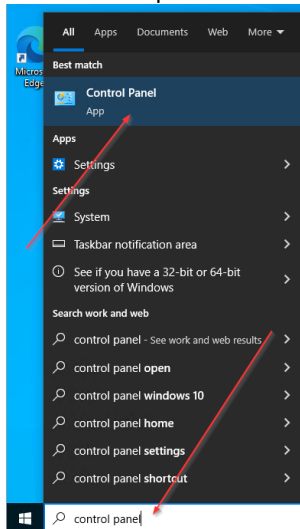 All Apps Documents Web More
Micros
Edge
Best match
Control Panel
App
Apps
Settings
Settings
System
Taskbar notification area
See if you have a 32-bit or 64-bit
version of Windows
Search work and web
control panel - See work and web results
control panel open
control panel windows 10
control panel home
control panel settings
control panel shortcut
control panel